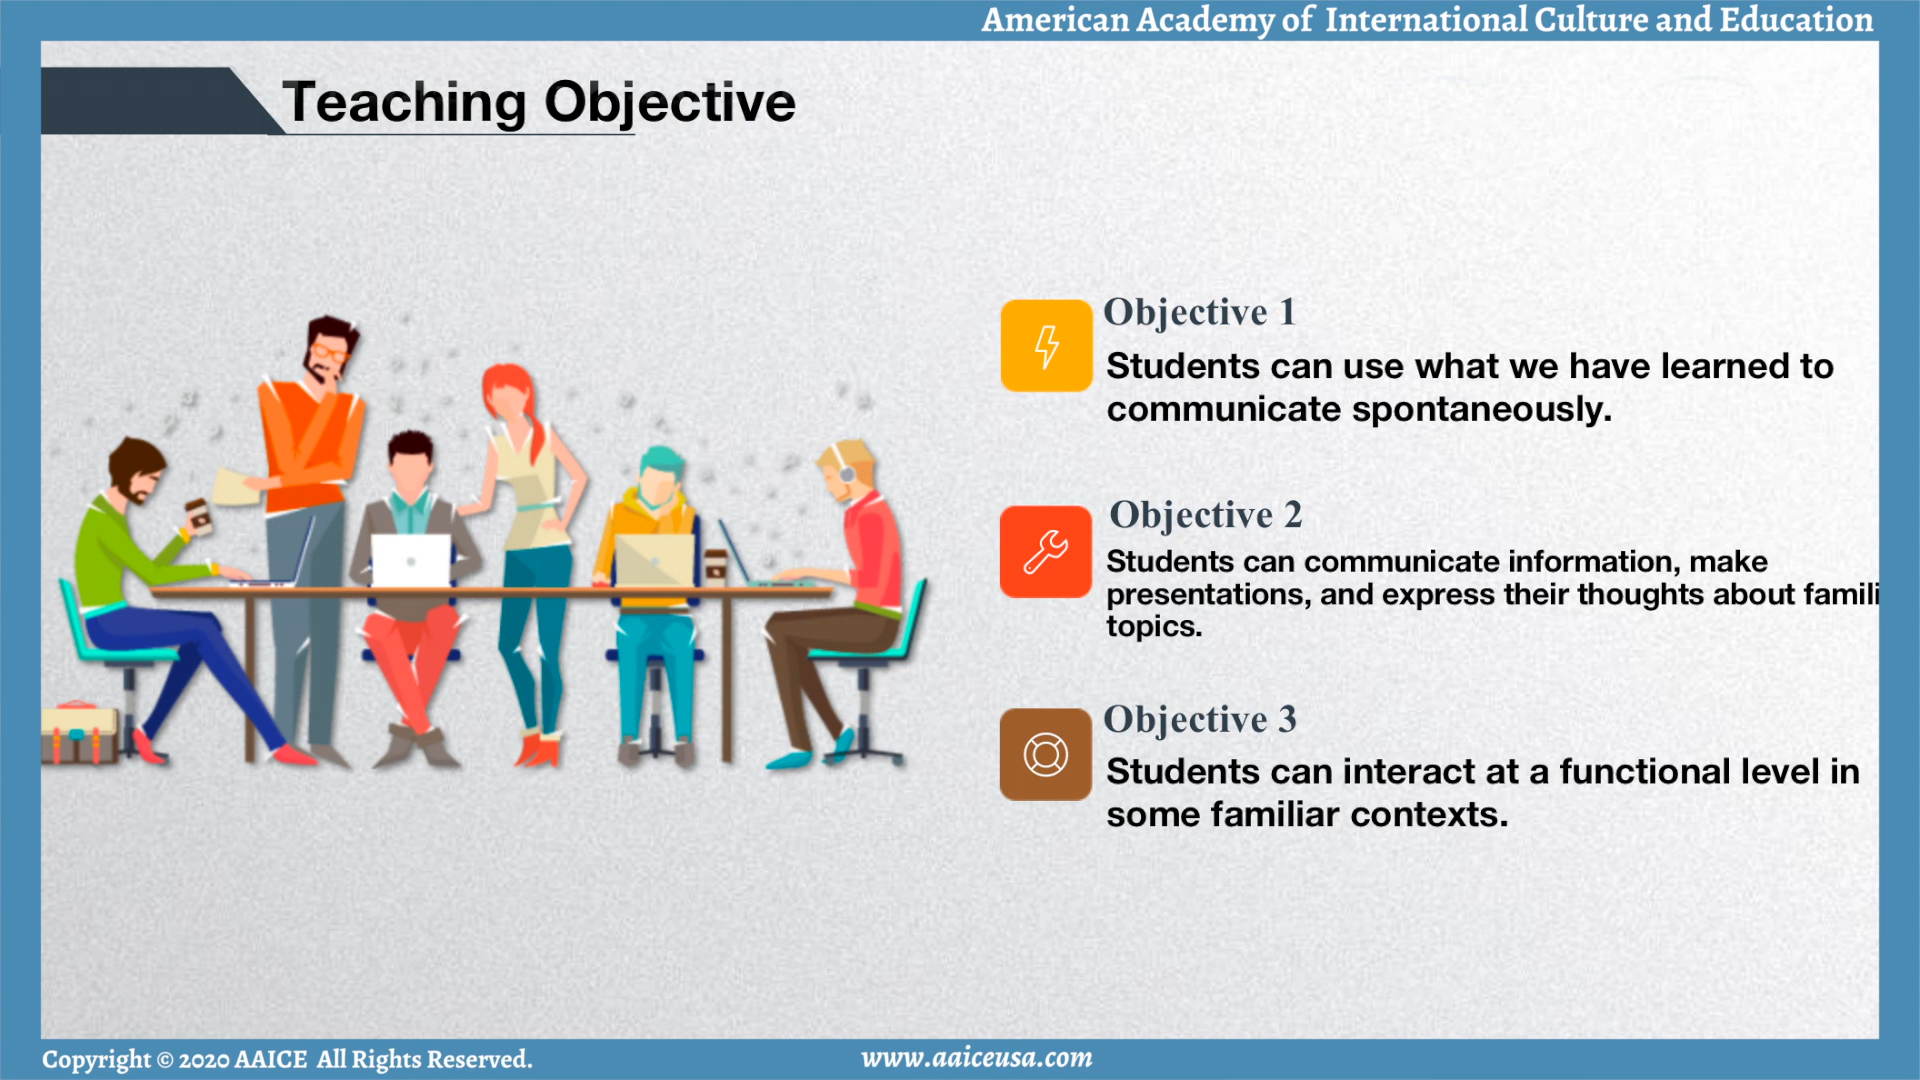 American Academy of International Culture and Education
Teaching Objective
Objective 1
Students can use what we have learned to
communicate spontaneously.
Objective 2
Students can communicate information, make
presentations, and express their thoughts about famili
topics.
Objective 3
Students can interact at a functional level in
some familiar contexts.
Copyright © 2020 AAICE All Rights Reserved.
www.aaiceusa.com